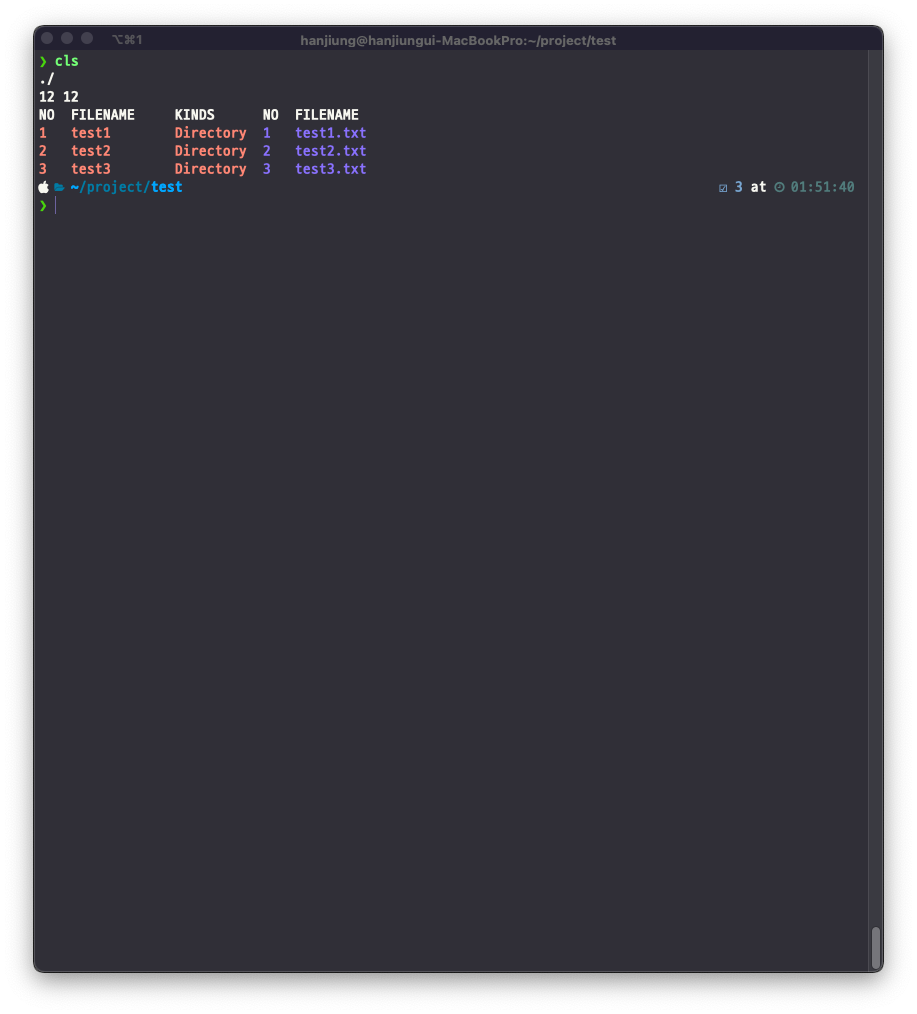 ⌥⌘1 hanjiung@hanjiungui-MacBookPro:~/project/test
❯ cls
./
12 12
NO FILENAME KINDS NO FILENAME
1 test1 Directory 1 test1.txt
2 test2 Directory 2 test2.txt
3 test3 Directory 3 test3.txt
~/project/test ☑ 3 at 01:51:40
❯